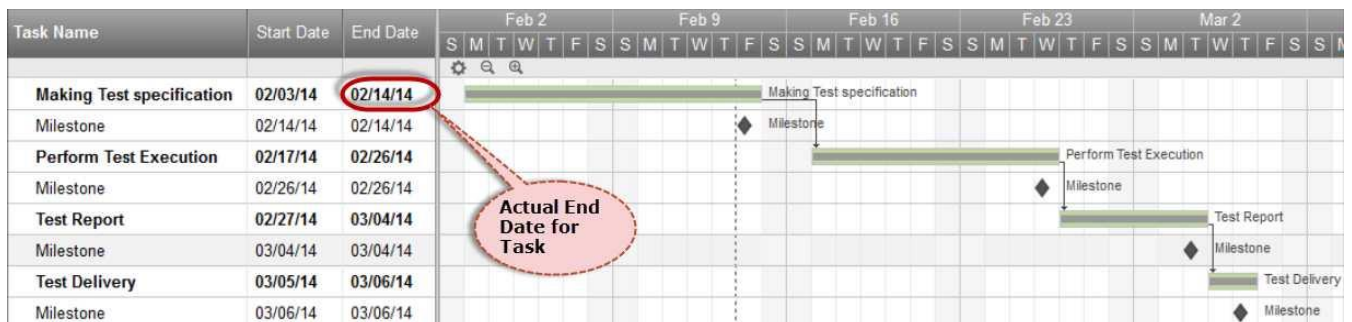 Task Name Start Date End Date Feb 2 Feb 9 Feb 16 Feb 23 Mar 2
S M T W T F S S M T W T F S S M T W T F S S M T W T F S S M T W T F S S
Making Test specification 02/03/14 02/14/14 Making Test specification
Milestone 02/14/14 02/14/14 Milestone
Perform Test Execution 02/17/14 02/26/14 Perform Test Execution
Milestone 02/26/14 02/26/14 Milestone
Test Report 02/27/14 03/04/14 Test Report
Milestone 03/04/14 03/04/14 Milestone
Test Delivery 03/05/14 03/06/14 Test Delivery
Milestone 03/06/14 03/06/14 Milestone
Actual End
Date for
Task